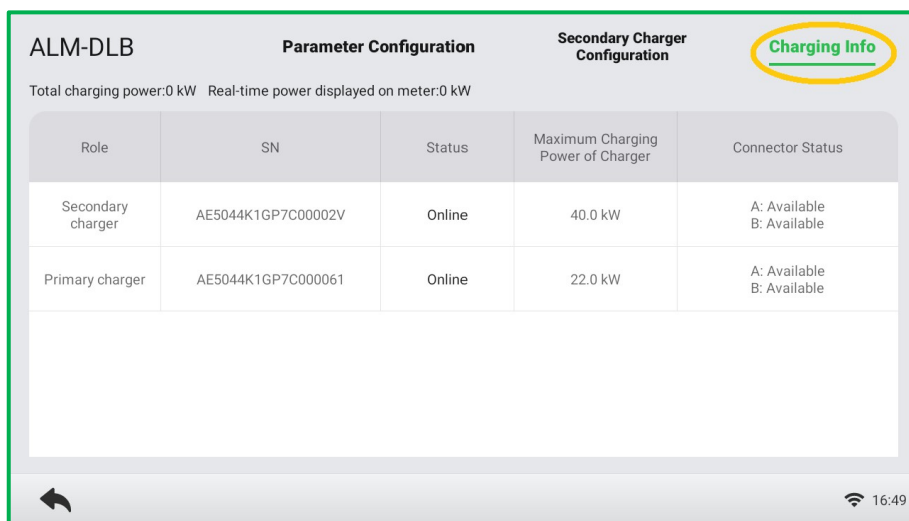 ALM-DLB
Parameter Configuration
Secondary Charger
Configuration
Charging Info
Total charging power:0 kW Real-time power displayed on meter:0 kW
Role
SN
Status
Maximum Charging
Power of Charger
Connector Status
Secondary
charger
AE5044K1GP7C00002V
Online
40.0 kW
A: Available
B: Available
Primary charger
AE5044K1GP7C000061
Online
22.0 kW
A: Available
B: Available
16:49